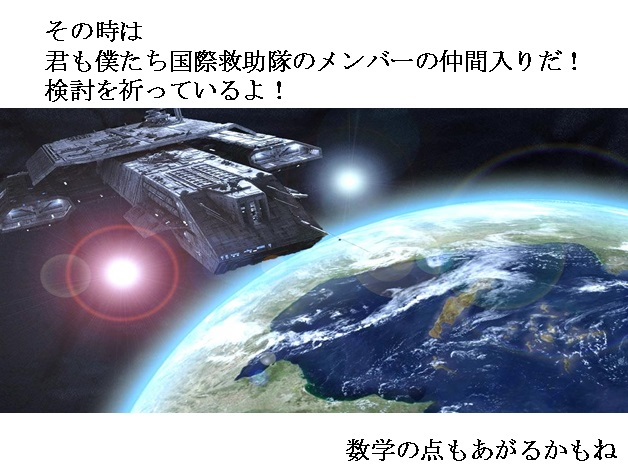 その時は
君も僕たち国際救助隊のメンバーの仲間入りだ！
検討を祈っているよ！
数学の点もあがるかもね